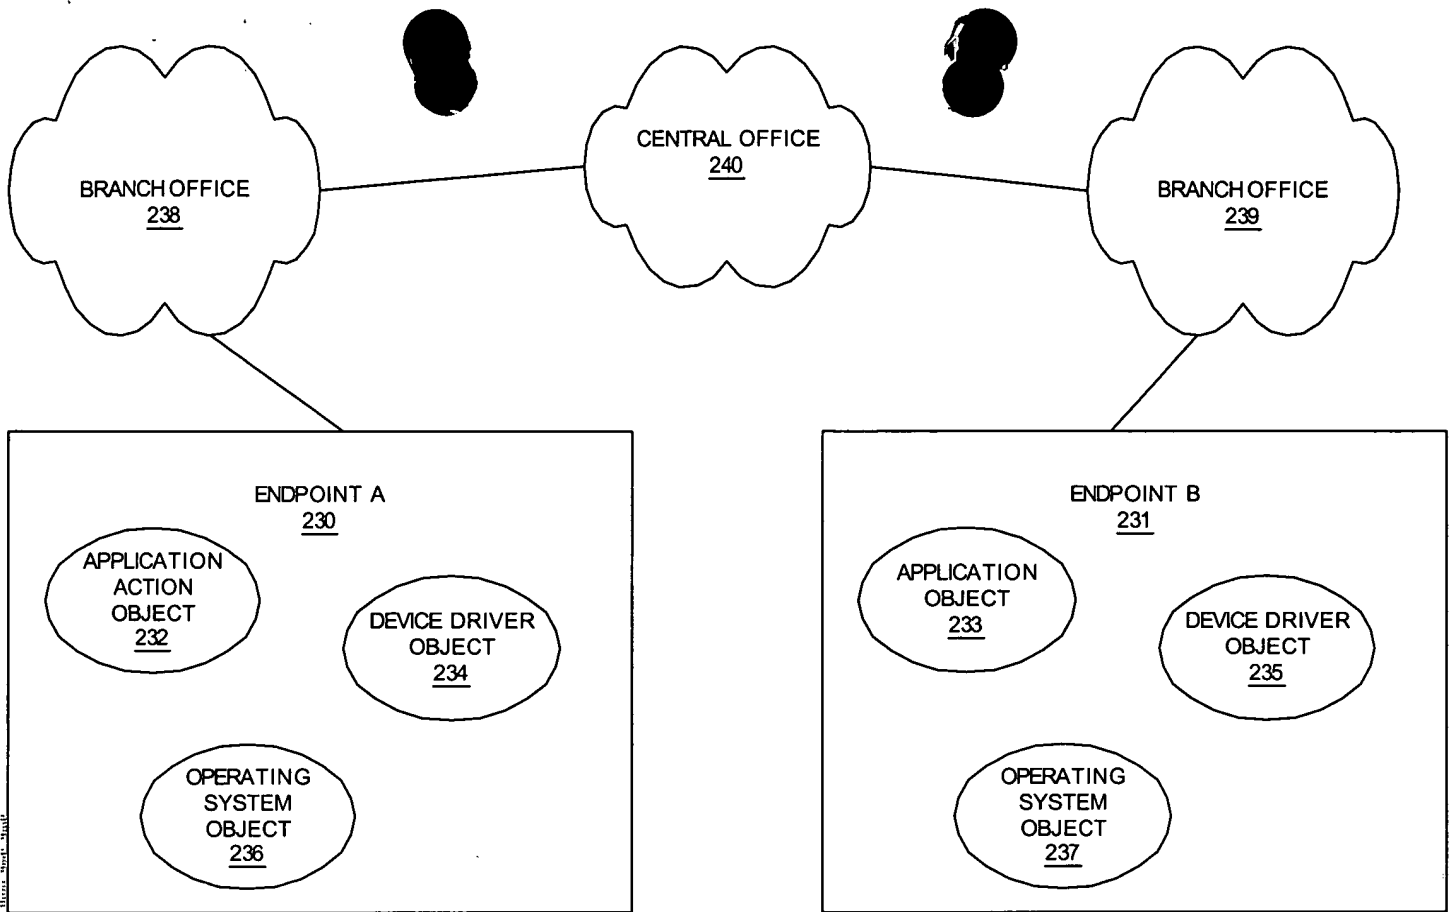 CENTRAL OFFICE
240
BRANCH OFFICE
238
BRANCH OFFICE
239
ENDPOINT A
230
APPLICATION
ACTION
OBJECT
232
DEVICE DRIVER
OBJECT
234
OPERATING
SYSTEM
OBJECT
236
ENDPOINT B
231
APPLICATION
OBJECT
233
DEVICE DRIVER
OBJECT
235
OPERATING
SYSTEM
OBJECT
237